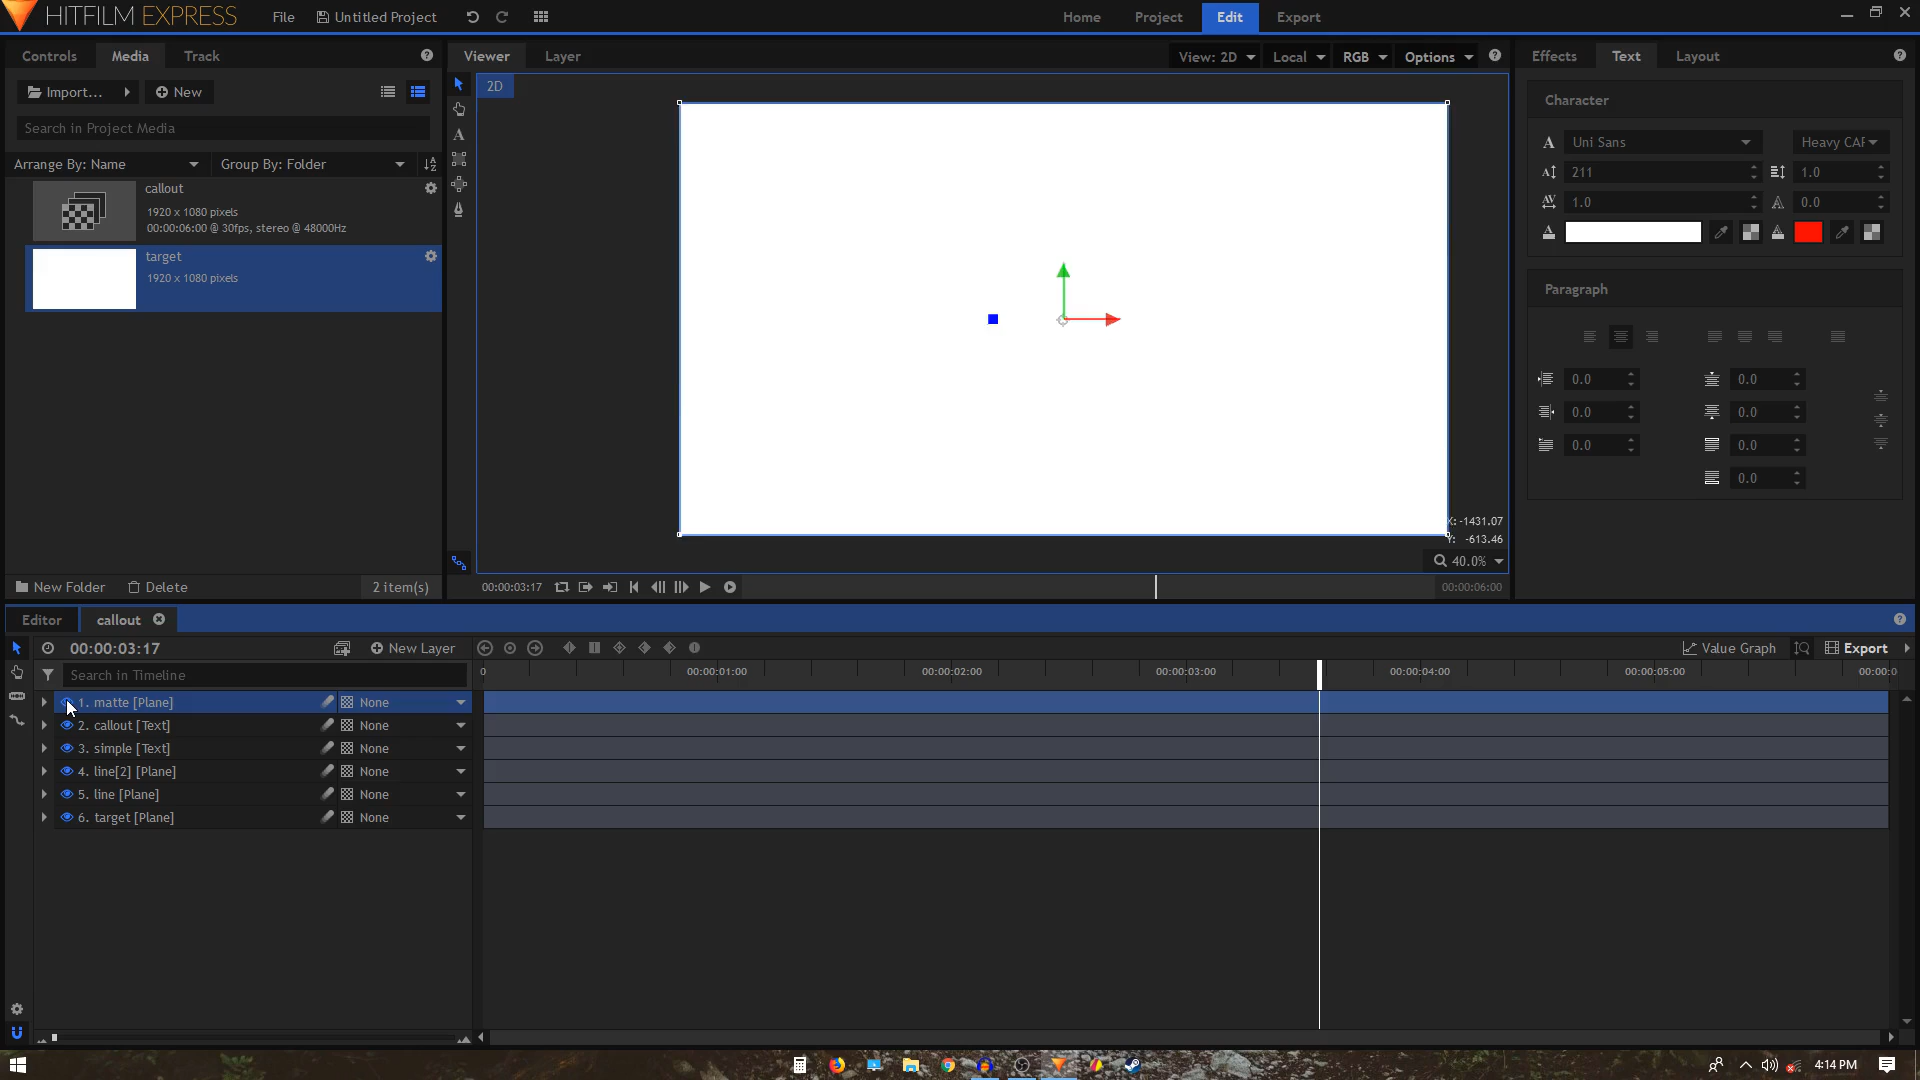 HITFILM EXPRESS
File
Untitled Project
Home
Project
Edit
Export
Controls
Media
Track
Import...
New
Search in Project Media
Arrange By: Name
Group By: Folder
callout
1920 x 1080 pixels
00:00:06:00 @ 30fps, stereo @ 48000Hz
target
1920 x 1080 pixels
New Folder
Delete
2 item(s)
Viewer
Layer
View: 2D
Local
RGB
Options
2D
X: -1431.07
Y: -613.46
40.0%
00:00:03:17
00:00:06:00
Effects
Text
Layout
Character
Uni Sans
Heavy CAF
211
1.0
1.0
0.0
Paragraph
0.0
0.0
0.0
0.0
0.0
0.0
0.0
Editor
callout
00:00:03:17
New Layer
Value Graph
Export
Search in Timeline
0
00:00:01:00
00:00:02:00
00:00:03:00
00:00:04:00
00:00:05:00
00:00:0
1. matte [Plane]
None
2. callout [Text]
None
3. simple [Text]
None
4. line[2] [Plane]
None
5. line [Plane]
None
6. target [Plane]
None
4:14 PM